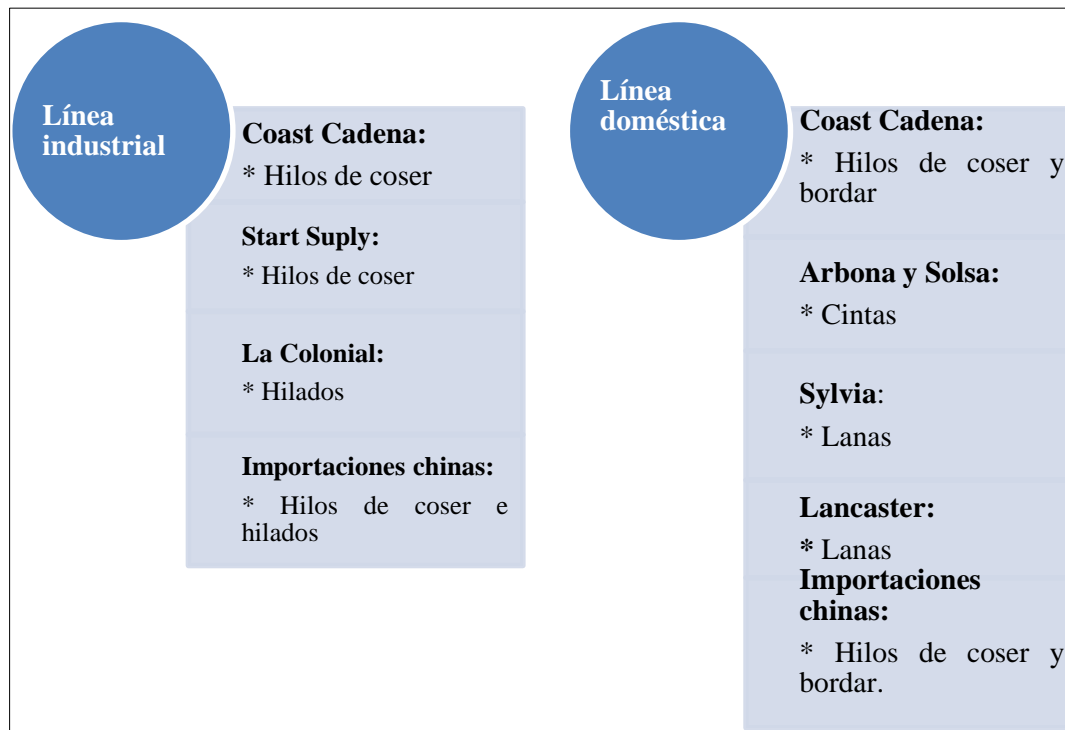 Línea
industrial
Coast Cadena:
* Hilos de coser
Start Suply:
* Hilos de coser
La Colonial:
* Hilados
Importaciones chinas:
* Hilos de coser e
hilados
Línea
doméstica
Coast Cadena:
* Hilos de coser y
bordar
Arbona y Solsa:
* Cintas
Sylvia:
* Lanas
Lancaster:
* Lanas
Importaciones
chinas:
* Hilos de coser y
bordar.